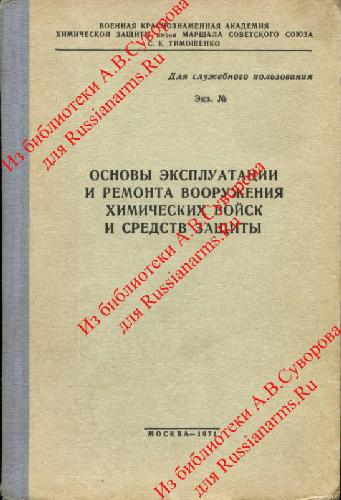 ВОЕННАЯ КРАСНОЗНАМЕННАЯ АКАДЕМИЯ
ХИМИЧЕСКОЙ ЗАЩИТЫ имени МАРШАЛА СОВЕТСКОГО СОЮЗА
С. К. ТИМОШЕНКО
Для служебного пользования
Экз. №
ОСНОВЫ ЭКСПЛУАТАЦИИ
И РЕМОНТА ВООРУЖЕНИЯ
ХИМИЧЕСКИХ ВОЙСК
И СРЕДСТВ ЗАЩИТЫ
МОСКВА—1971
Из библиотеки А.В.Суворова
для Russianarms.Ru
Из библиотеки А.В.Суворова
для Russianarms.Ru
Из библиотеки А.В.Суворова
для Russianarms.Ru